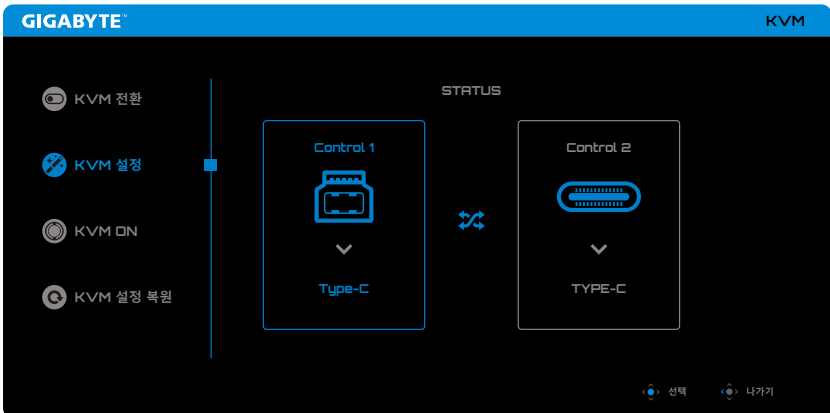 GIGABYTE™
KVM
KVM 전환
KVM 설정
KVM ON
KVM 설정 복원
STATUS
Control 1
Type-C
Control 2
TYPE-C
선택
나가기